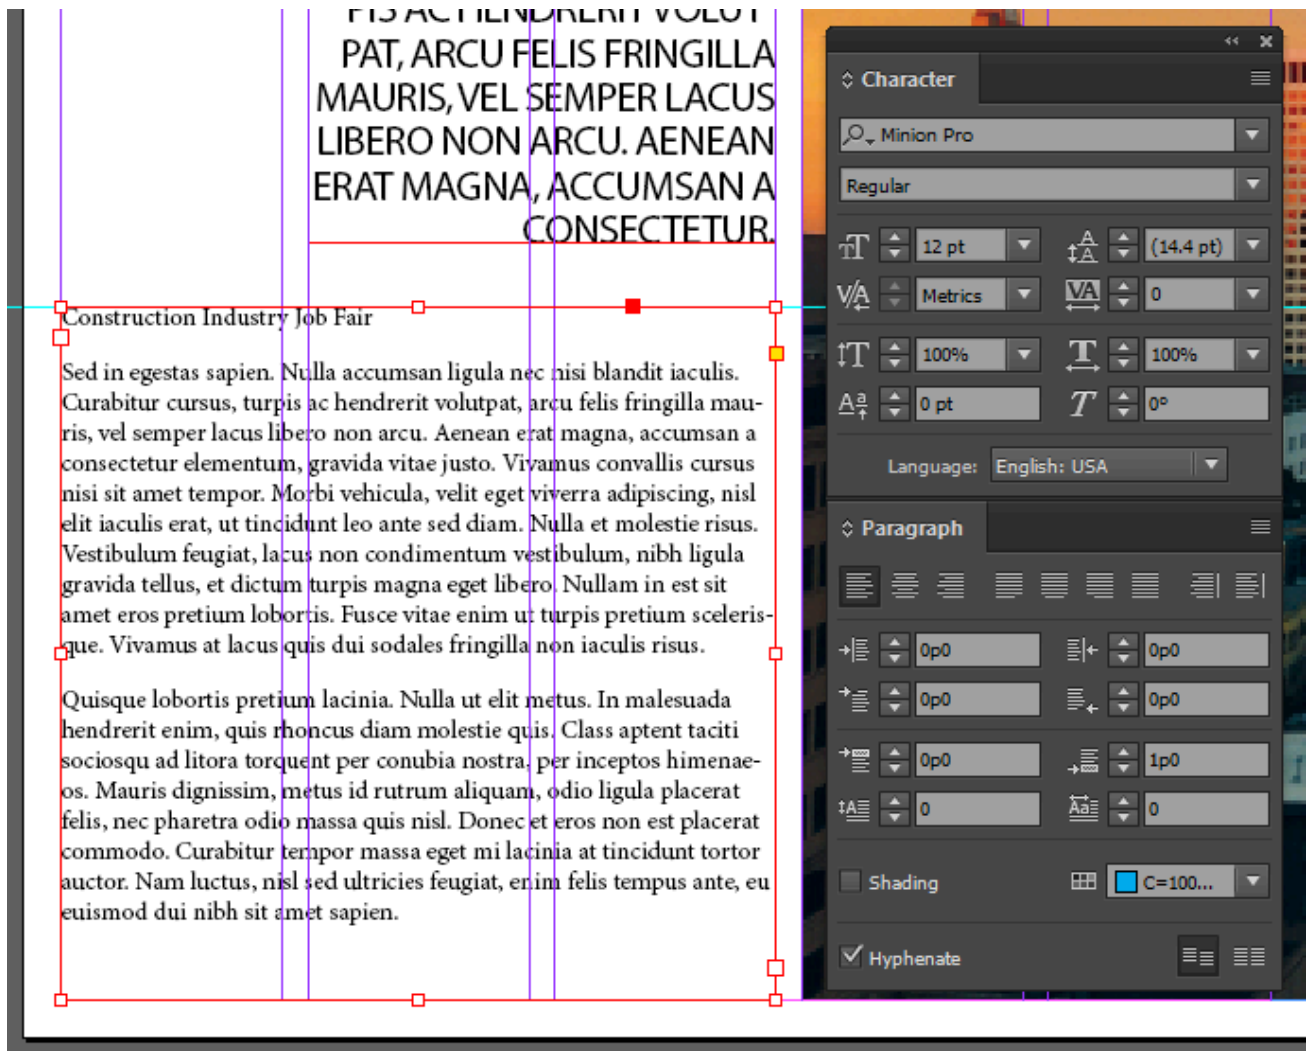 PIS AC HENDRERIT VOLUT-
PAT, ARCU FELIS FRINGILLA
MAURIS, VEL SEMPER LACUS
LIBERO NON ARCU. AENEAN
ERAT MAGNA, ACCUMSAN A
CONSECTETUR.
Construction Industry Job Fair
Sed in egestas sapien. Nulla accumsan ligula nec nisi blandit iaculis.
Curabitur cursus, turpis ac hendrerit volutpat, arcu felis fringilla mau-
ris, vel semper lacus libero non arcu. Aenean erat magna, accumsan a
consectetur elementum, gravida vitae justo. Vivamus convallis cursus
nisi sit amet tempor. Morbi vehicula, velit eget viverra adipiscing, nisl
elit iaculis erat, ut tincidunt leo ante sed diam. Nulla et molestie risus.
Vestibulum feugiat, lacus non condimentum vestibulum, nibh ligula
gravida tellus, et dictum turpis magna eget libero. Nullam in est sit
amet eros pretium lobortis. Fusce vitae enim ut turpis pretium sceleris-
que. Vivamus at lacus quis dui sodales fringilla non iaculis risus.
Quisque lobortis pretium lacinia. Nulla ut elit metus. In malesuada
hendrerit enim, quis rhoncus diam molestie quis. Class aptent taciti
sociosqu ad litora torquent per conubia nostra, per inceptos himenae-
os. Mauris dignissim, metus id rutrum aliquam, odio ligula placerat
felis, nec pharetra odio massa quis nisl. Donec et eros non est placerat
commodo. Curabitur tempor massa eget mi lacinia at tincidunt tortor
auctor. Nam luctus, nisl sed ultricies feugiat, enim felis tempus ante, eu
euismod dui nibh sit amet sapien.
Character
Minion Pro
Regular
12 pt (14.4 pt)
Metrics 0
100% 100%
0 pt 0°
Language: English: USA
Paragraph
0p0 0p0
0p0 0p0
0p0 1p0
0 0
Shading C=100...
Hyphenate